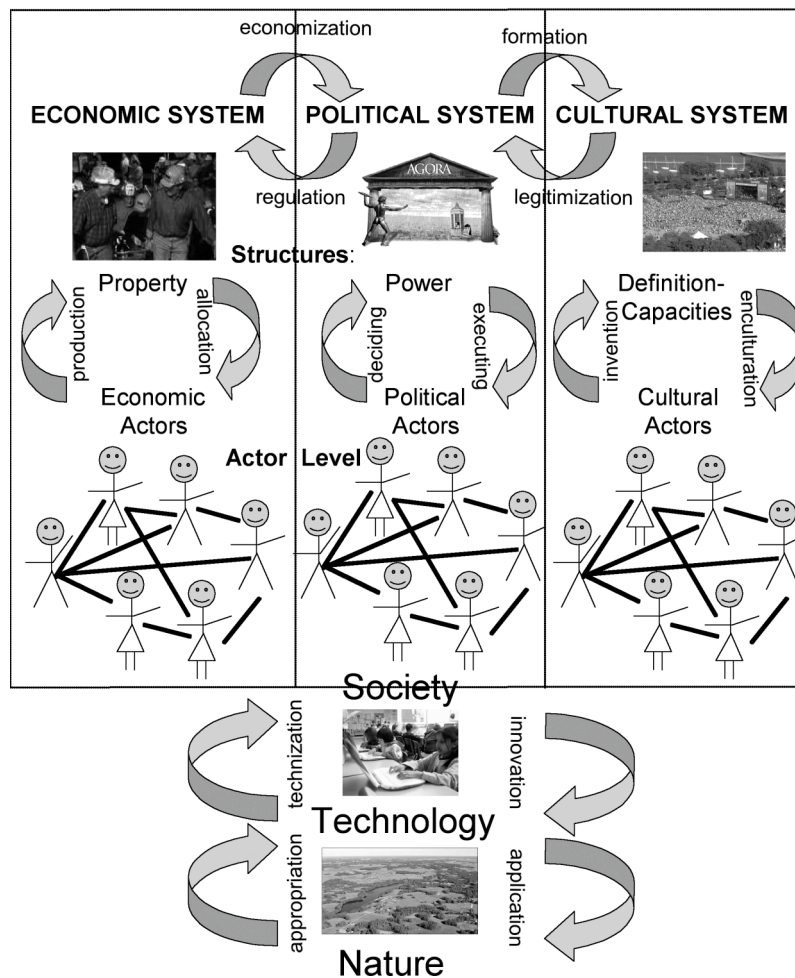 economization
formation
ECONOMIC SYSTEM
POLITICAL SYSTEM
CULTURAL SYSTEM
AGORA
regulation
legitimization
Structures:
Property
Power
Definition-
Capacities
production
allocation
deciding
executing
invention
enculturation
Economic
Actors
Political
Actors
Cultural
Actors
Actor Level
Society
technization
innovation
Technology
appropriation
application
Nature